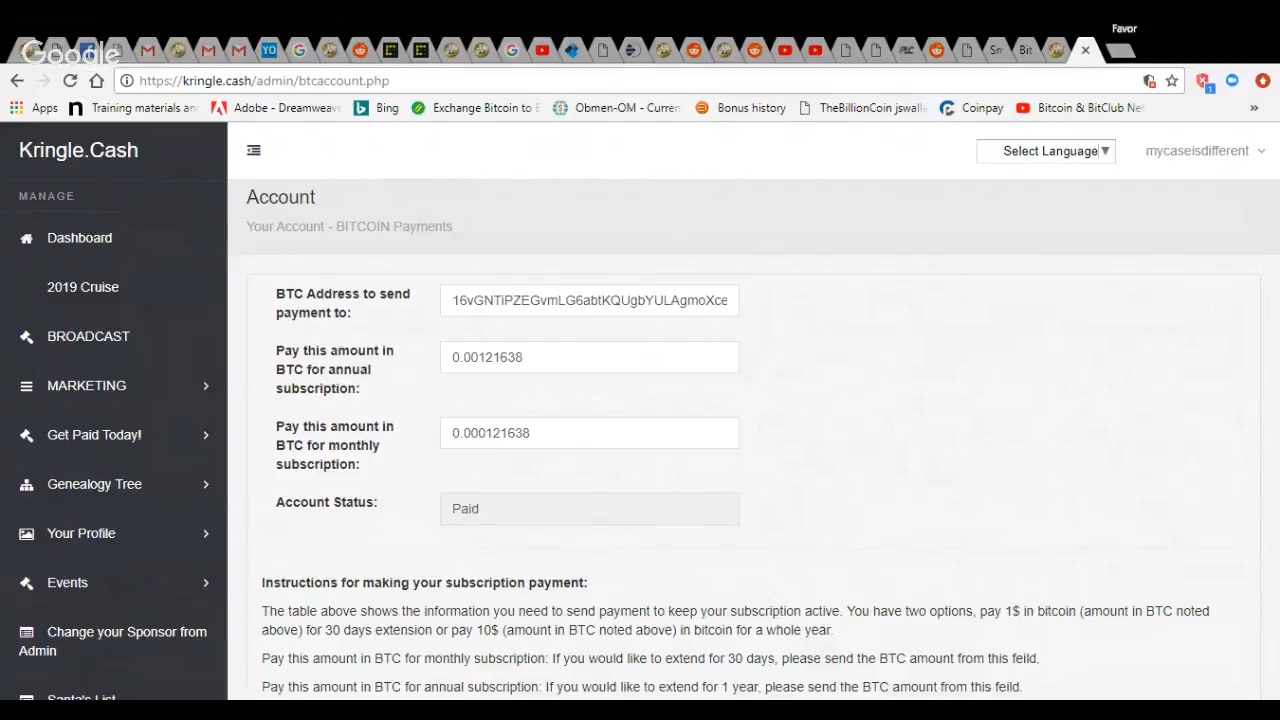 Favor
Google
YO
Sm
Bit
https://kringle.cash/admin/btcaccount.php
Apps
Training materials and
Adobe - Dreamweave
Bing
Exchange Bitcoin to E
Obmen-OM - Curren
Bonus history
TheBillionCoin jswalle
Coinpay
Bitcoin & BitClub Ne
»
Kringle.Cash
Select Language
mycaseisdifferent
MANAGE
Dashboard
2019 Cruise
BROADCAST
MARKETING
Get Paid Today!
Genealogy Tree
Your Profile
Events
Change your Sponsor from
Admin
Santa's List
Account
Your Account - BITCOIN Payments
BTC Address to send
payment to:
16vGNTiPZEGvmLG6abtKQUgbYULAgmoXce
Pay this amount in
BTC for annual
subscription:
0.00121638
Pay this amount in
BTC for monthly
subscription:
0.000121638
Account Status:
Paid
Instructions for making your subscription payment:
The table above shows the information you need to send payment to keep your subscription active. You have two options, pay 1$ in bitcoin (amount in BTC noted
above) for 30 days extension or pay 10$ (amount in BTC noted above) in bitcoin for a whole year.
Pay this amount in BTC for monthly subscription: If you would like to extend for 30 days, please send the BTC amount from this feild.
Pay this amount in BTC for annual subscription: If you would like to extend for 1 year, please send the BTC amount from this feild.